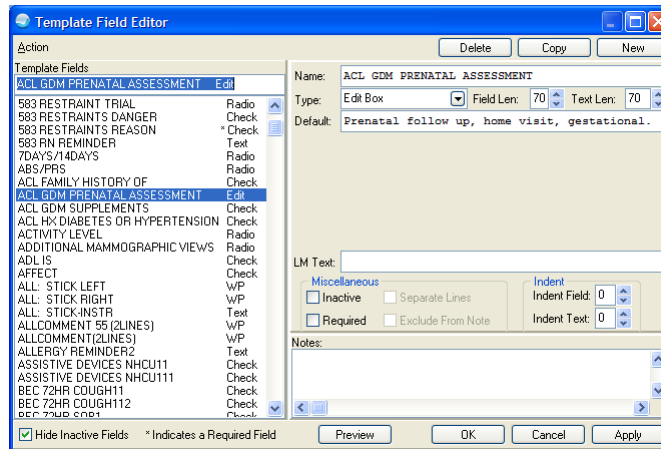 Template Field Editor
Action
Delete
Copy
New
Template Fields
ACL GDM PRENATAL ASSESSMENT Edit
583 RESTRAINT TRIAL Radio
583 RESTRAINTS DANGER Check
583 RESTRAINTS REASON * Check
583 RN REMINDER Text
7DAYS/14DAYS Radio
ABS/PRS Radio
ACL FAMILY HISTORY OF Check
ACL GDM PRENATAL ASSESSMENT Edit
ACL GDM SUPPLEMENTS Check
ACL HX DIABETES OR HYPERTENSION Check
ACTIVITY LEVEL Radio
ADDITIONAL MAMMOGRAPHIC VIEWS Radio
ADL IS Check
AFFECT Check
ALL: STICK LEFT WP
ALL: STICK RIGHT WP
ALL: STICK-INSTR Text
ALLCOMMENT 55 (2LINES) WP
ALLCOMMENT(2LINES) WP
ALLERGY REMINDER2 Text
ASSISTIVE DEVICES NHCU11 Check
ASSISTIVE DEVICES NHCU111 Check
BEC 72HR COUGH11 Check
BEC 72HR COUGH112 Check
BEC 72HR SOB1 Check
Name: ACL GDM PRENATAL ASSESSMENT
Type: Edit Box Field Len: 70 Text Len: 70
Default: Prenatal follow up, home visit, gestational.
LM Text:
Miscellaneous
Inactive Separate Lines
Required Exclude From Note
Indent
Indent Field: 0
Indent Text: 0
Notes:
Hide Inactive Fields * Indicates a Required Field
Preview
OK
Cancel
Apply